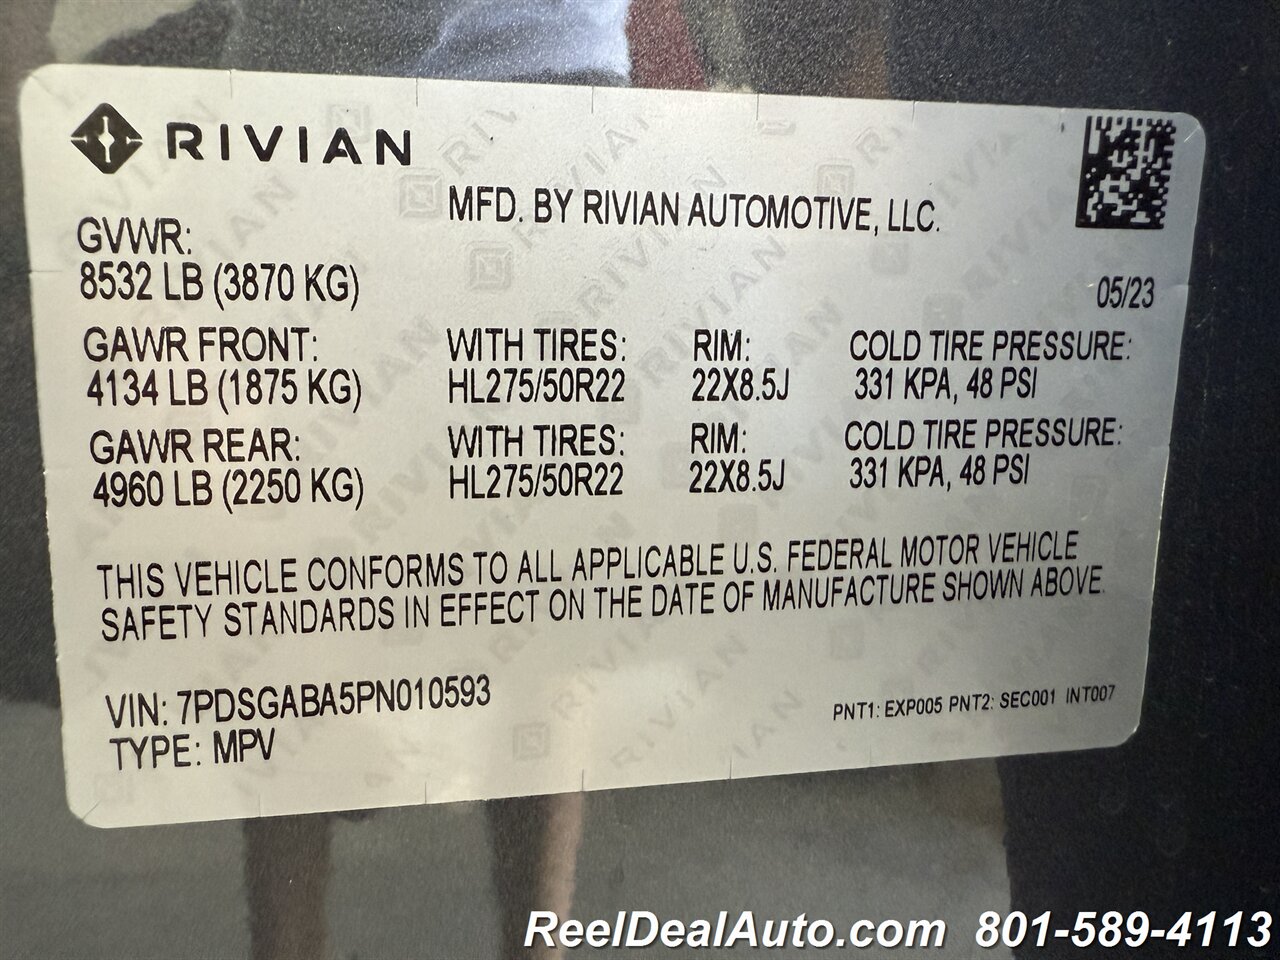 RIVIAN
MFD. BY RIVIAN AUTOMOTIVE, LLC.
GVWR:
8532 LB (3870 KG)
05/23
GAWR FRONT: WITH TIRES: RIM: COLD TIRE PRESSURE:
4134 LB (1875 KG) HL275/50R22 22X8.5J 331 KPA, 48 PSI
GAWR REAR: WITH TIRES: RIM: COLD TIRE PRESSURE:
4960 LB (2250 KG) HL275/50R22 22X8.5J 331 KPA, 48 PSI
THIS VEHICLE CONFORMS TO ALL APPLICABLE U.S. FEDERAL MOTOR VEHICLE
SAFETY STANDARDS IN EFFECT ON THE DATE OF MANUFACTURE SHOWN ABOVE.
VIN: 7PDSGABA5PN010593
PNT1: EXP005 PNT2: SEC001 INT007
TYPE: MPV
ReelDealAuto.com 801-589-4113